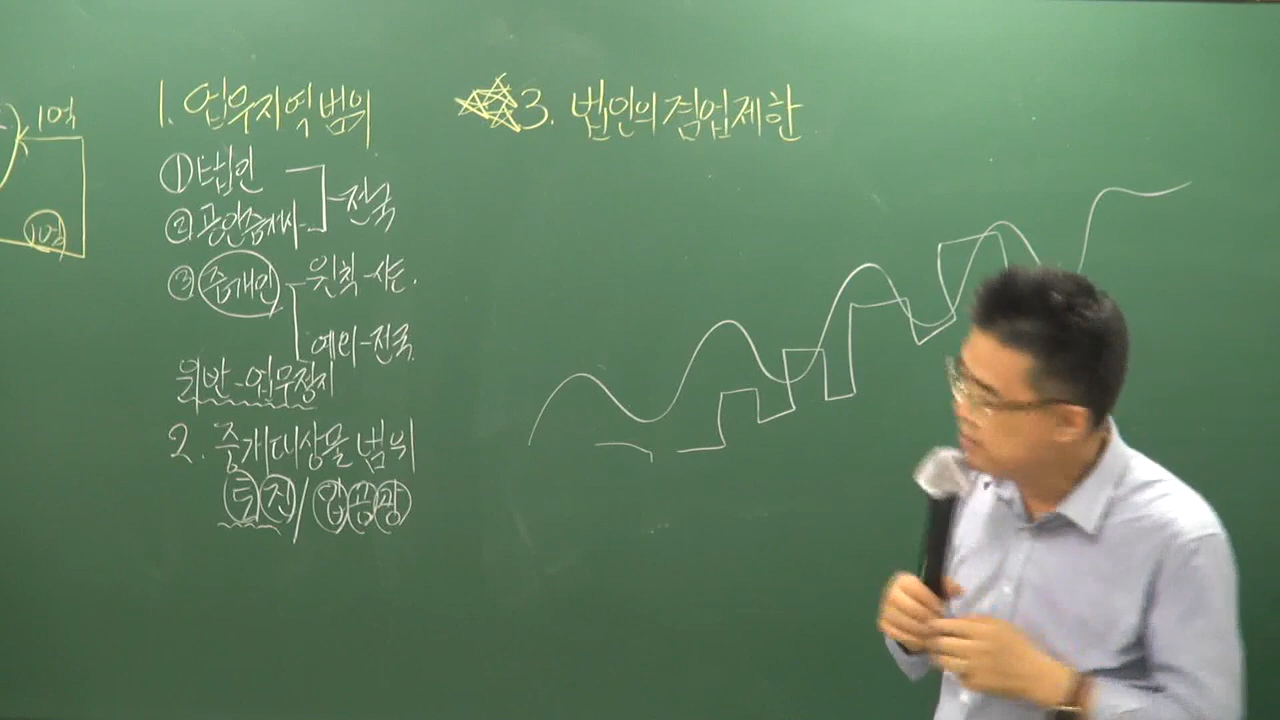 1억
1억
1. 업무지역범위
① 法인
② 공인중개사
전국
③ 중개인
원칙-시·도
예외-전국
위반-업무정지
2. 중개대상물범위
토 건 / 입 공 광
3. 법인의 겸업제한